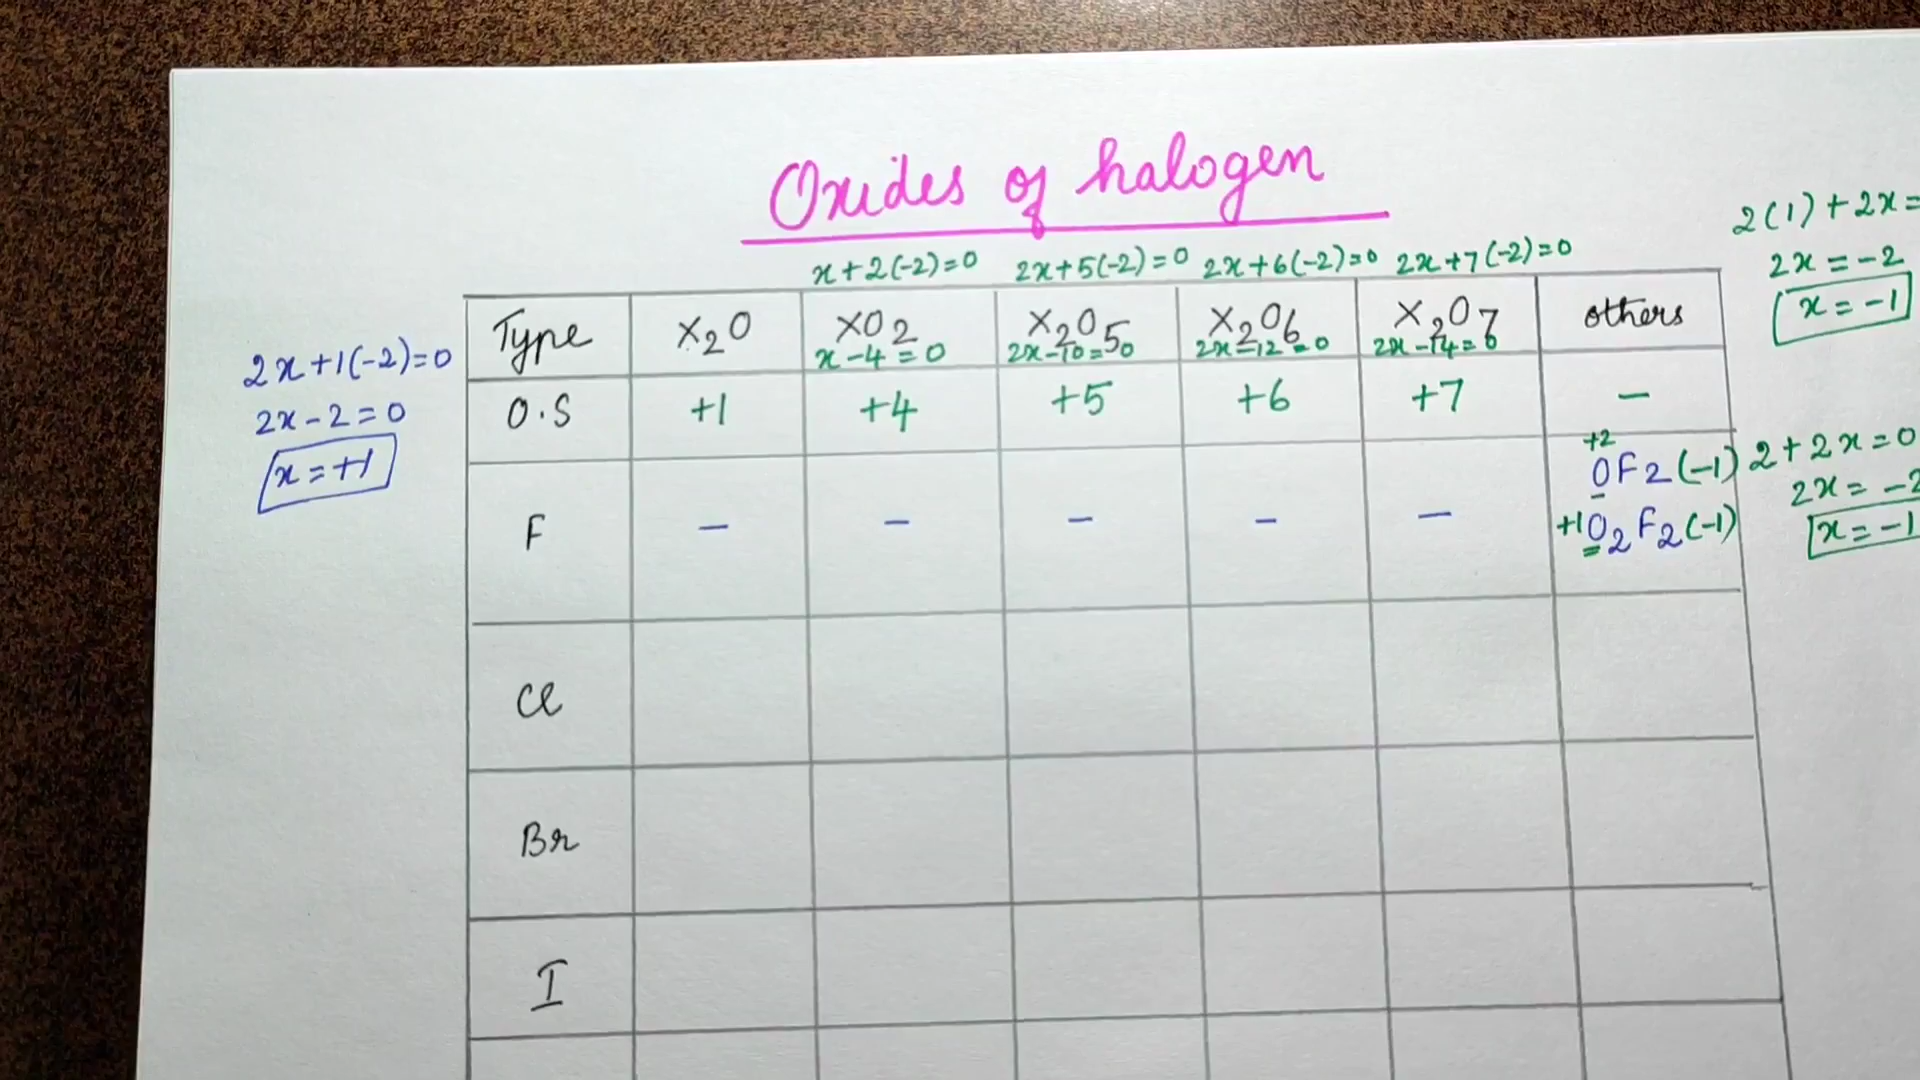 Oxides of halogen
2(1)+2x=
2x=-2
x=-1
x+2(-2)=0 2x+5(-2)=0 2x+6(-2)=0 2x+7(-2)=0
Type X2O XO2 X2O5 X2O6 X2O7 others
x-4=0 2x-10=0 2x-12=0 2x-14=0
2x+1(-2)=0
2x-2=0
x=+1
O.S +1 +4 +5 +6 +7 -
+2
F - - - - - OF2(-1)
+1O2F2(-1)
2+2x=0
2x=-2
x=-1
Cl
Br
I